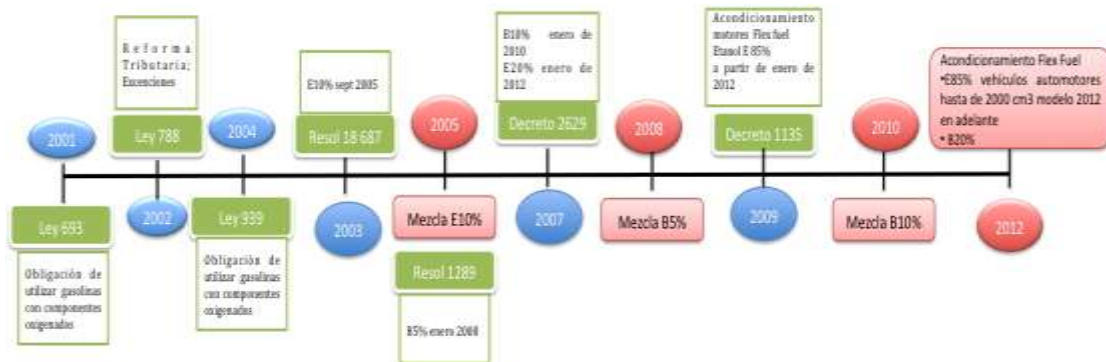 2001
Ley 693
Obligación de
utilizar gasolinas
con componentes
oxigenados
Reforma
Tributaria;
Excenciones
Ley 788
2002
2004
Ley 939
Obligación de
utilizar gasolinas
con componentes
oxigenados
E10% sept 2005
Resol 18 687
2003
2005
Mezcla E10%
Resol 1289
B5% enero 2008
B10% enero de
2010
E20% enero de
2012
Decreto 2629
2007
2008
Mezcla B5%
Acondicionamiento
motores Flex fuel
Etanol E 85%
a partir de enero de
2012
Decreto 1135
2009
2010
Mezcla B10%
Acondicionamiento Flex Fuel
•E85% vehículos automotores
hasta de 2000 cm3 modelo 2012
en adelante
• B20%
2012